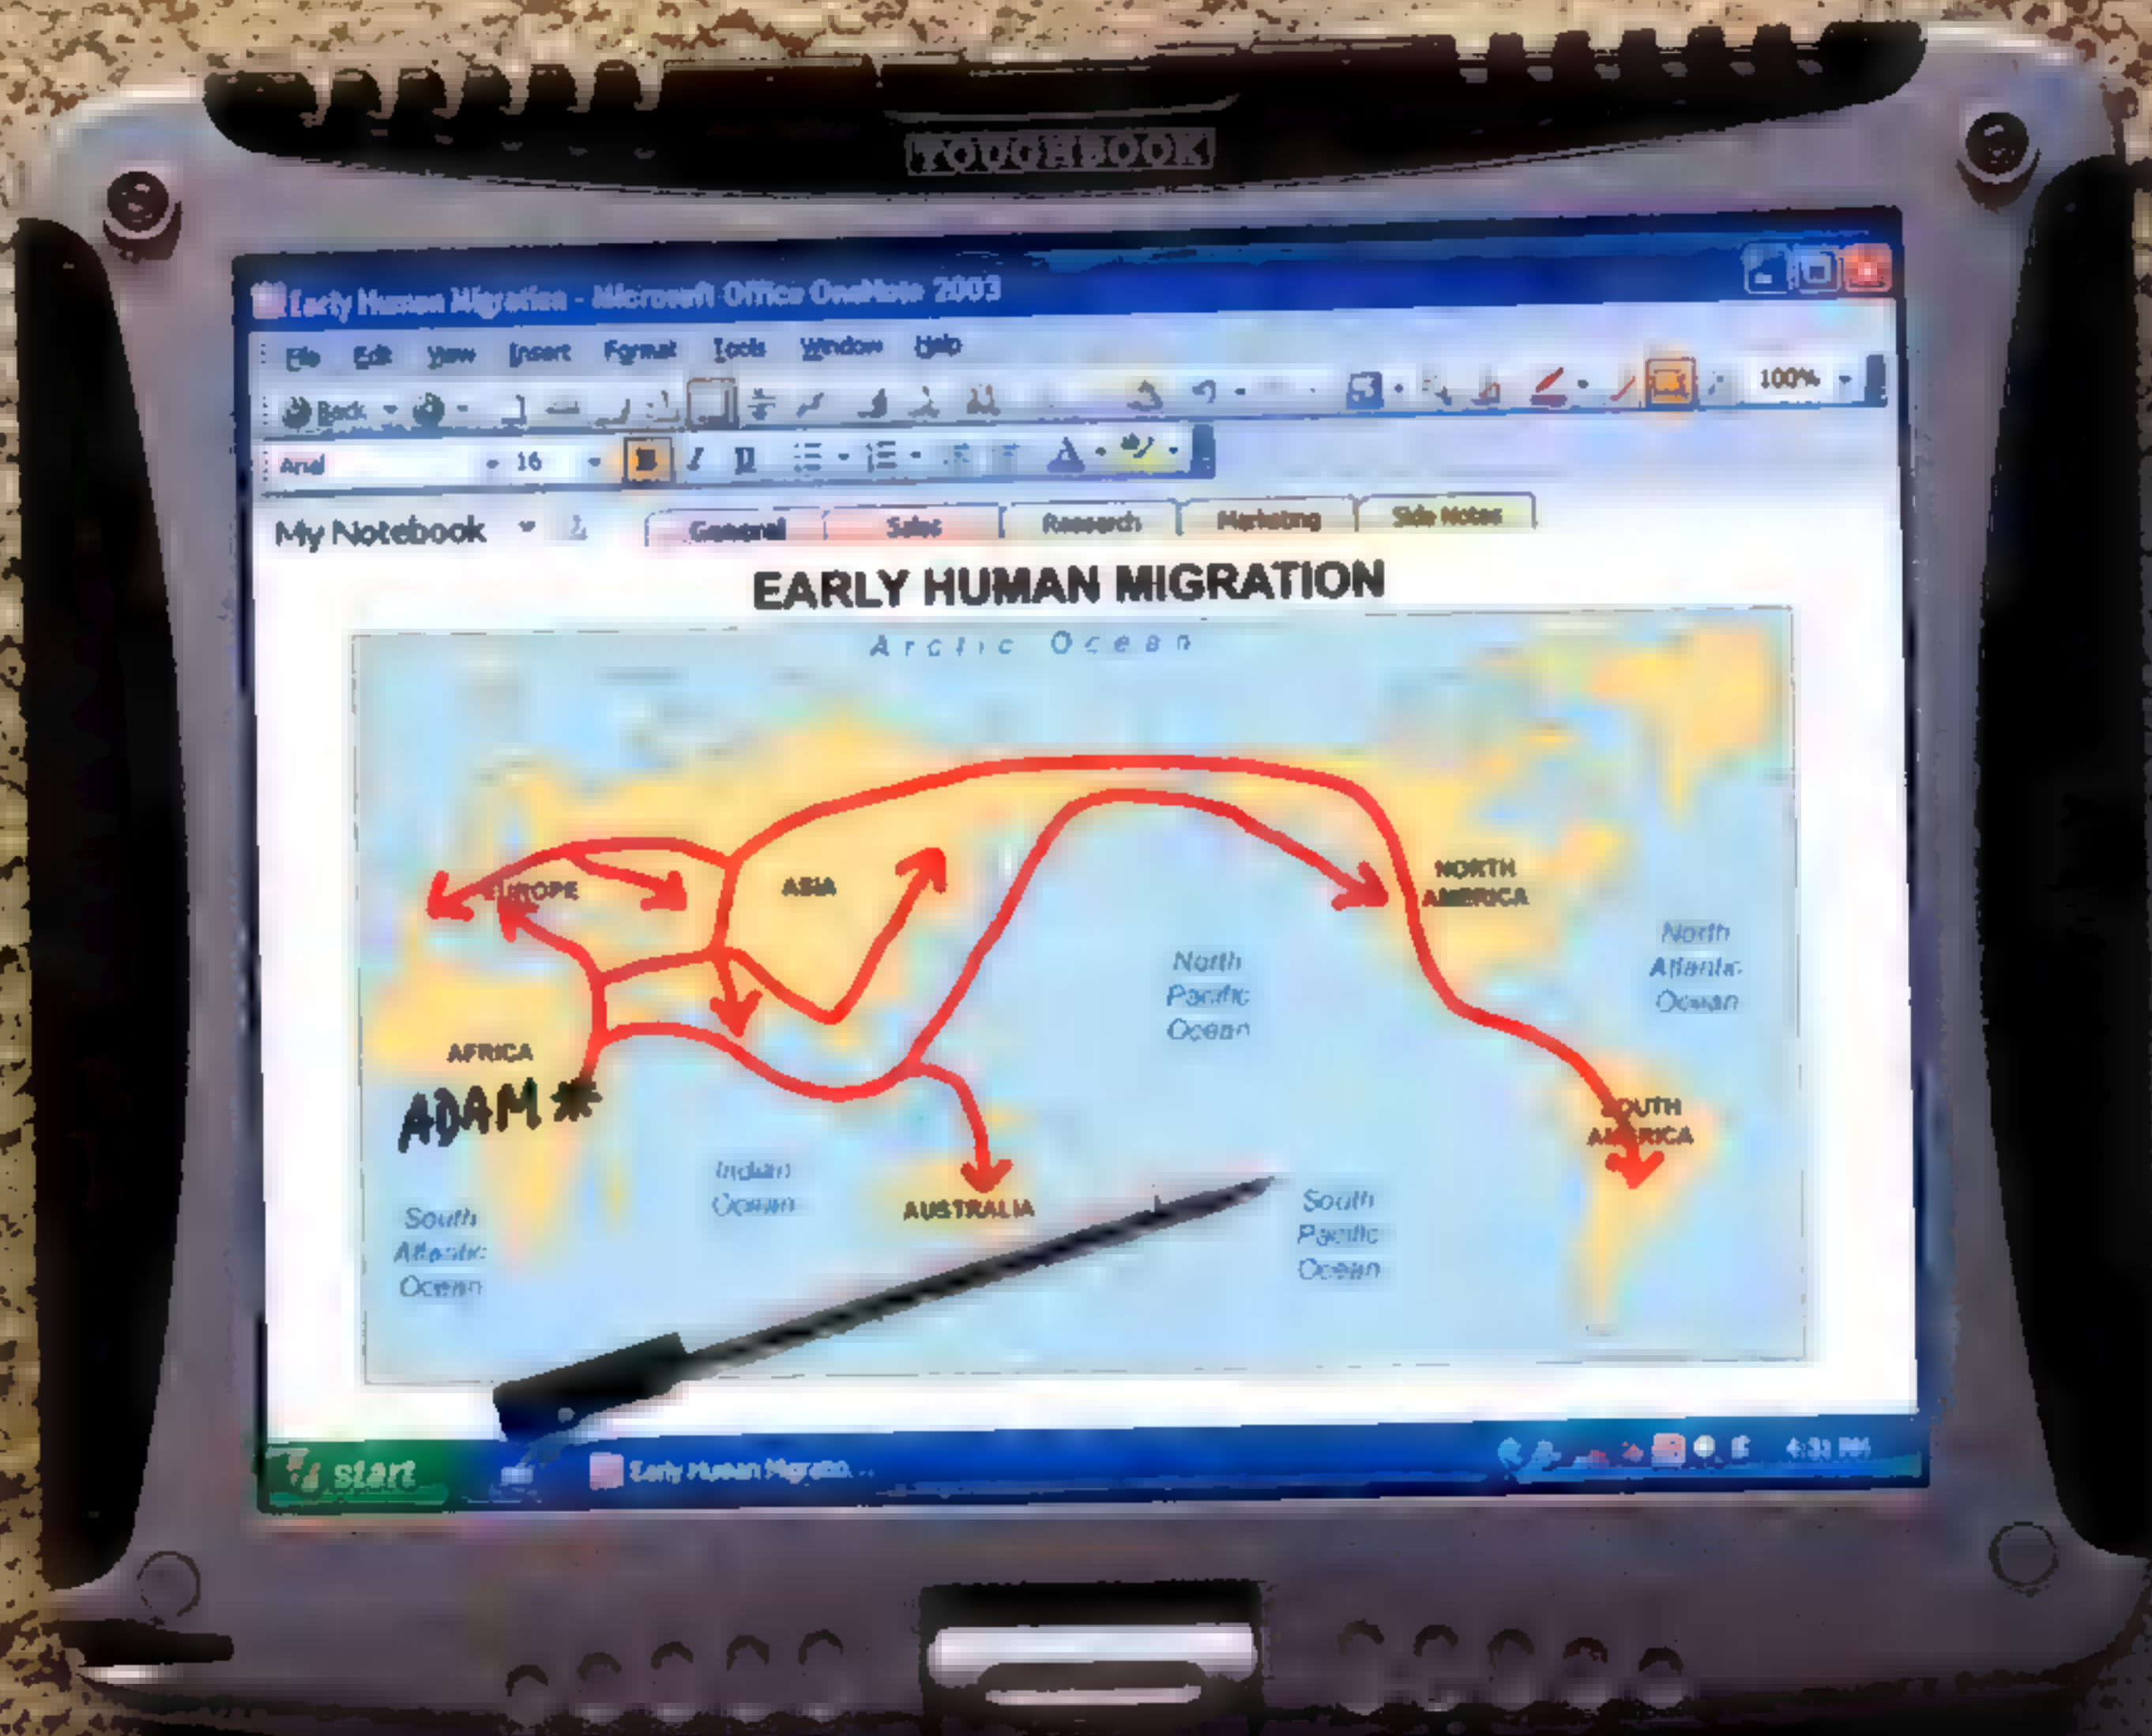 TOUGHBOOK
Early Human Migration - Microsoft Office OneNote 2003
File Edit View Insert Format Tools Window Help
Back 100%
Arial 16 B I U
My Notebook General Sales Research Marketing Side Notes
EARLY HUMAN MIGRATION
Arctic Ocean
EUROPE
ASIA
NORTH
AMERICA
North
Atlantic
Ocean
North
Pacific
Ocean
AFRICA
ADAM *
SOUTH
AMERICA
Indian
Ocean
AUSTRALIA
South
Atlantic
Ocean
South
Pacific
Ocean
start Early Human Migratio... 4:31 PM